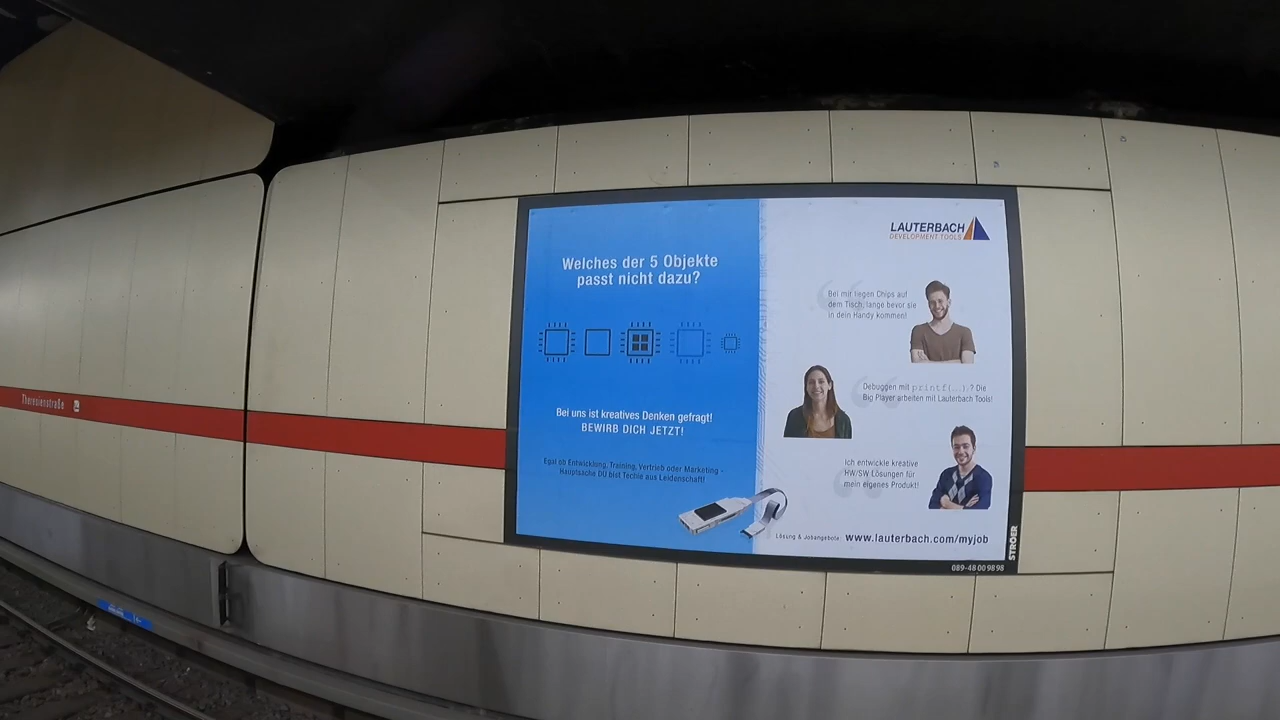 Theresienstraße
Welches der 5 Objekte
passt nicht dazu?
Bei uns ist kreatives Denken gefragt!
BEWIRB DICH JETZT!
Egal ob Entwicklung, Training, Vertrieb oder Marketing -
Hauptsache DU bist Techie aus Leidenschaft!
LAUTERBACH
DEVELOPMENT TOOLS
Bei mir liegen Chips auf
dem Tisch, lange bevor sie
in dein Handy kommen!
Debuggen mit printf(...)? Die
Big Player arbeiten mit Lauterbach Tools!
Ich entwickle kreative
HW/SW Lösungen für
mein eigenes Produkt!
Lösung & Jobangebote: www.lauterbach.com/myjob
STRÖER
089-48 00 98 98